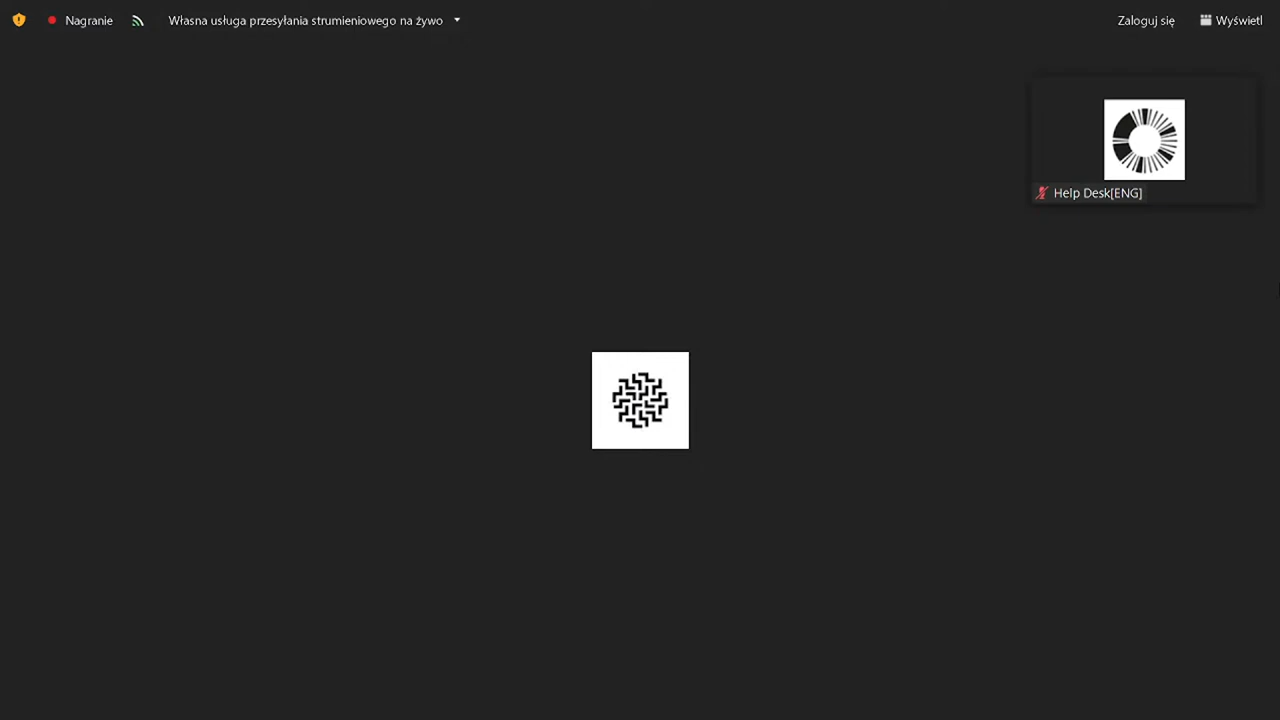 Nagranie
Własna usługa przesyłania strumieniowego na żywo
Zaloguj się
Wyświetl
Help Desk[ENG]